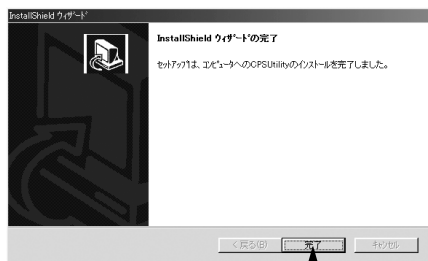 InstallShield ｳｨｻﾞｰﾄﾞ
InstallShield ｳｨｻﾞｰﾄﾞの完了
ｾｯﾄｱｯﾌﾟは、ｺﾝﾋﾟｭｰﾀへのCPSUtilityのｲﾝｽﾄｰﾙを完了しました。
< 戻る(B)
完了
ｷｬﾝｾﾙ